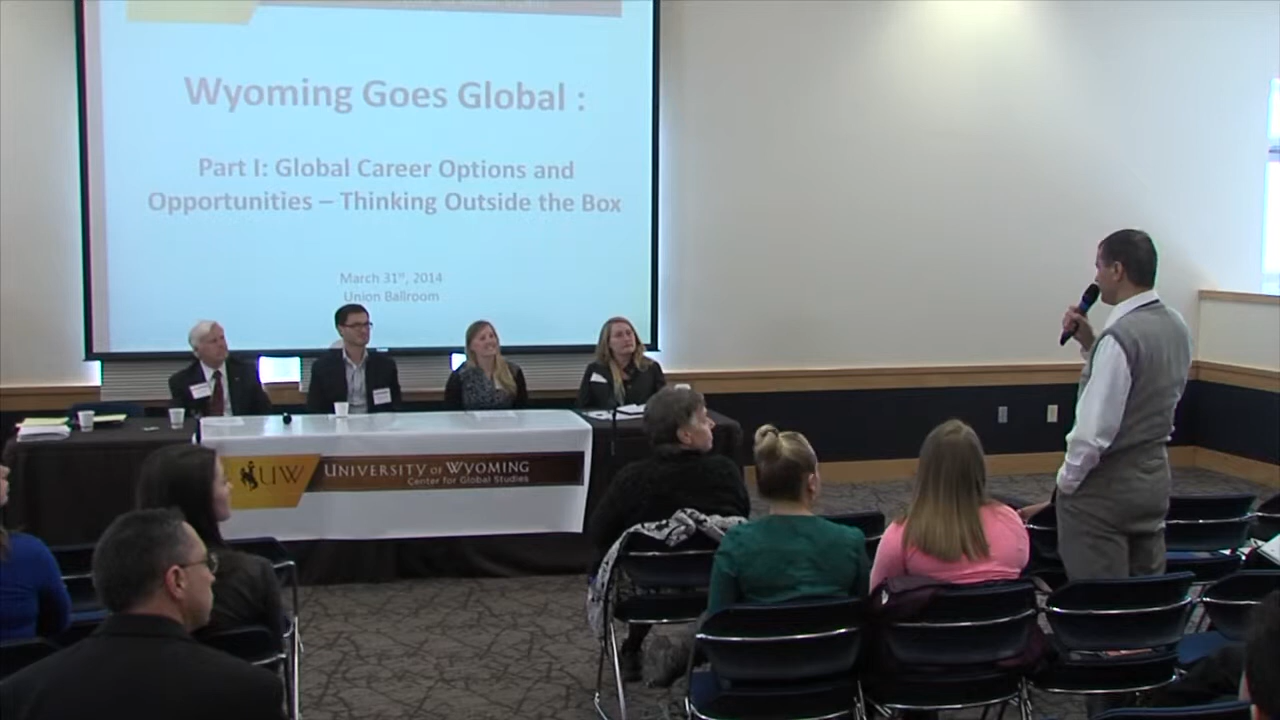 Wyoming Goes Global :
Part I: Global Career Options and
Opportunities – Thinking Outside the Box
March 31st, 2014
Union Ballroom
UW
UNIVERSITY OF WYOMING
Center for Global Studies